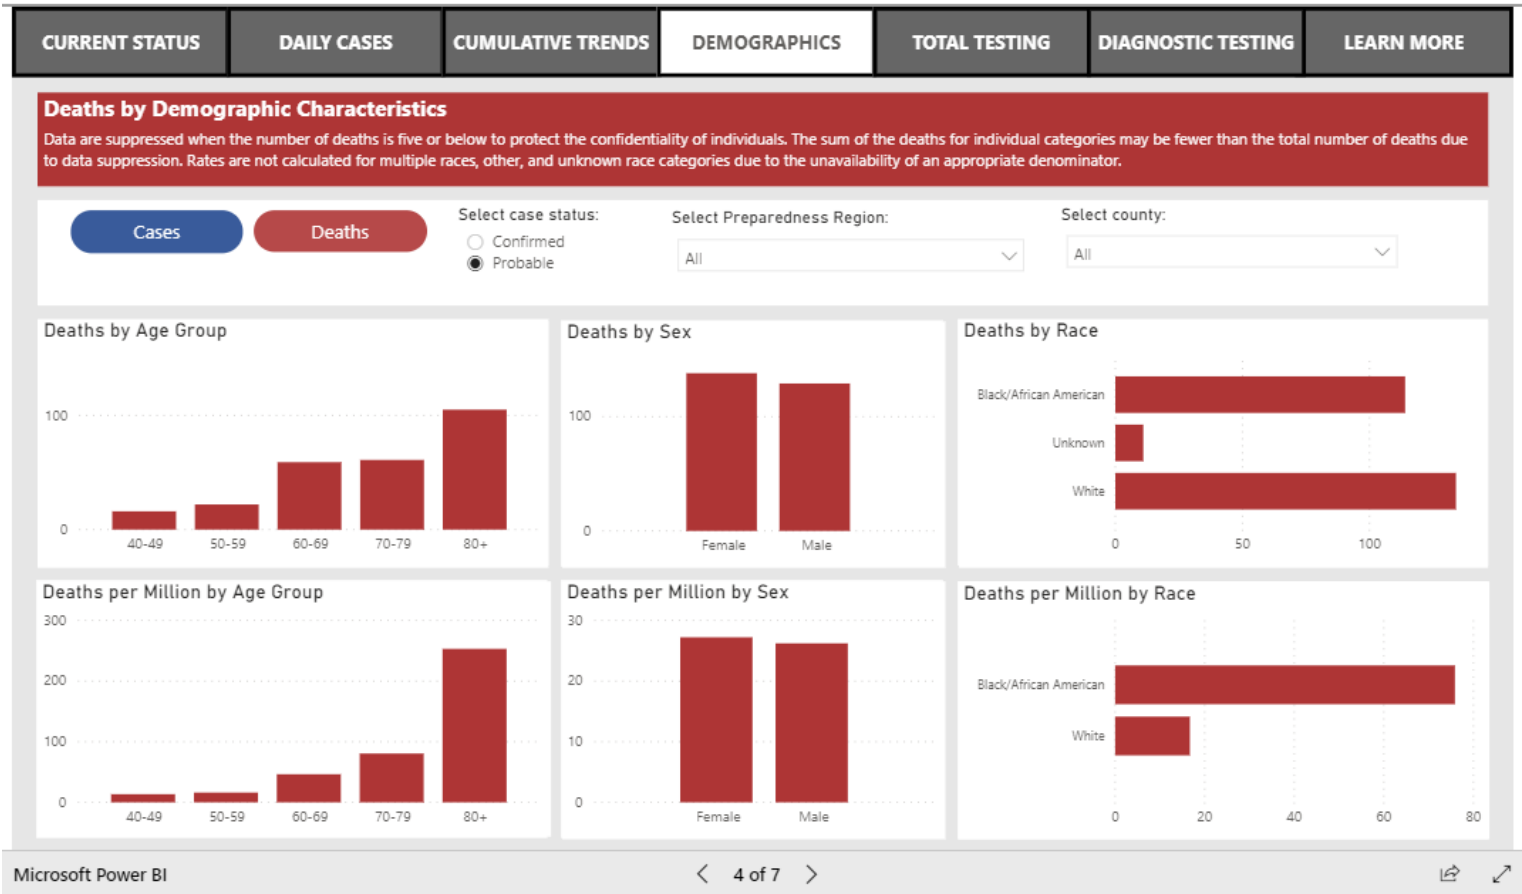 CURRENT STATUS
DAILY CASES
CUMULATIVE TRENDS
DEMOGRAPHICS
TOTAL TESTING
DIAGNOSTIC TESTING
LEARN MORE
Deaths by Demographic Characteristics
Data are suppressed when the number of deaths is five or below to protect the confidentiality of individuals. The sum of the deaths for individual categories may be fewer than the total number of deaths due
to data suppression. Rates are not calculated for multiple races, other, and unknown race categories due to the unavailability of an appropriate denominator.
Cases
Deaths
Select case status:
Confirmed
Probable
Select Preparedness Region:
All
Select county:
All
Deaths by Age Group
100
0
40-49
50-59
60-69
70-79
80+
Deaths by Sex
100
0
Female
Male
Deaths by Race
Black/African American
Unknown
White
0
50
100
Deaths per Million by Age Group
300
200
100
0
40-49
50-59
60-69
70-79
80+
Deaths per Million by Sex
30
20
10
0
Female
Male
Deaths per Million by Race
Black/African American
White
0
20
40
60
80
Microsoft Power BI
4 of 7